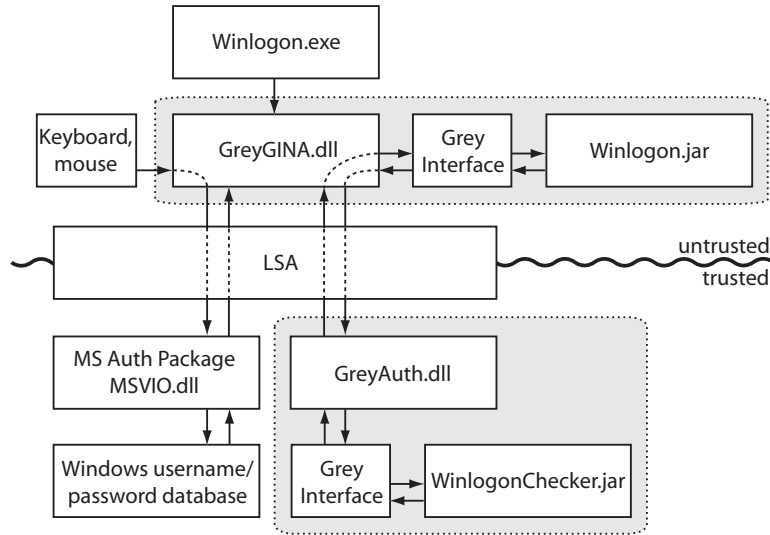 Winlogon.exe
Keyboard,
mouse
GreyGINA.dll
Grey
Interface
Winlogon.jar
LSA
untrusted
trusted
MS Auth Package
MSVIO.dll
GreyAuth.dll
Windows username/
password database
Grey
Interface
WinlogonChecker.jar